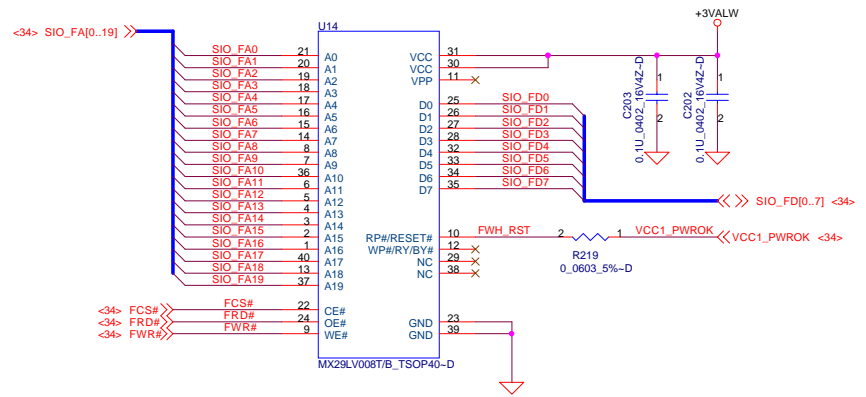 +3VALW
U14
<34> SIO_FA[0..19]
SIO_FA0 21 A0
SIO_FA1 20 A1
SIO_FA2 19 A2
SIO_FA3 18 A3
SIO_FA4 17 A4
SIO_FA5 16 A5
SIO_FA6 15 A6
SIO_FA7 14 A7
SIO_FA8 8 A8
SIO_FA9 7 A9
SIO_FA10 36 A10
SIO_FA11 6 A11
SIO_FA12 5 A12
SIO_FA13 4 A13
SIO_FA14 3 A14
SIO_FA15 2 A15
SIO_FA16 1 A16
SIO_FA17 40 A17
SIO_FA18 13 A18
SIO_FA19 37 A19
<34> FCS# FCS# 22 CE#
<34> FRD# FRD# 24 OE#
<34> FWR# FWR# 9 WE#
VCC 31
VCC 30
VPP 11
D0 25 SIO_FD0
D1 26 SIO_FD1
D2 27 SIO_FD2
D3 28 SIO_FD3
D4 32 SIO_FD4
D5 33 SIO_FD5
D6 34 SIO_FD6
D7 35 SIO_FD7
SIO_FD[0..7] <34>
RP#/RESET# 10 FWH_RST 2 1 VCC1_PWROK VCC1_PWROK <34>
WP#/RY/BY# 12
NC 29
NC 38
R219
0_0603_5%~D
GND 23
GND 39
MX29LV008T/B_TSOP40~D
C203
0.1U_0402_16V4Z~D
1
2
C202
0.1U_0402_16V4Z~D
1
2